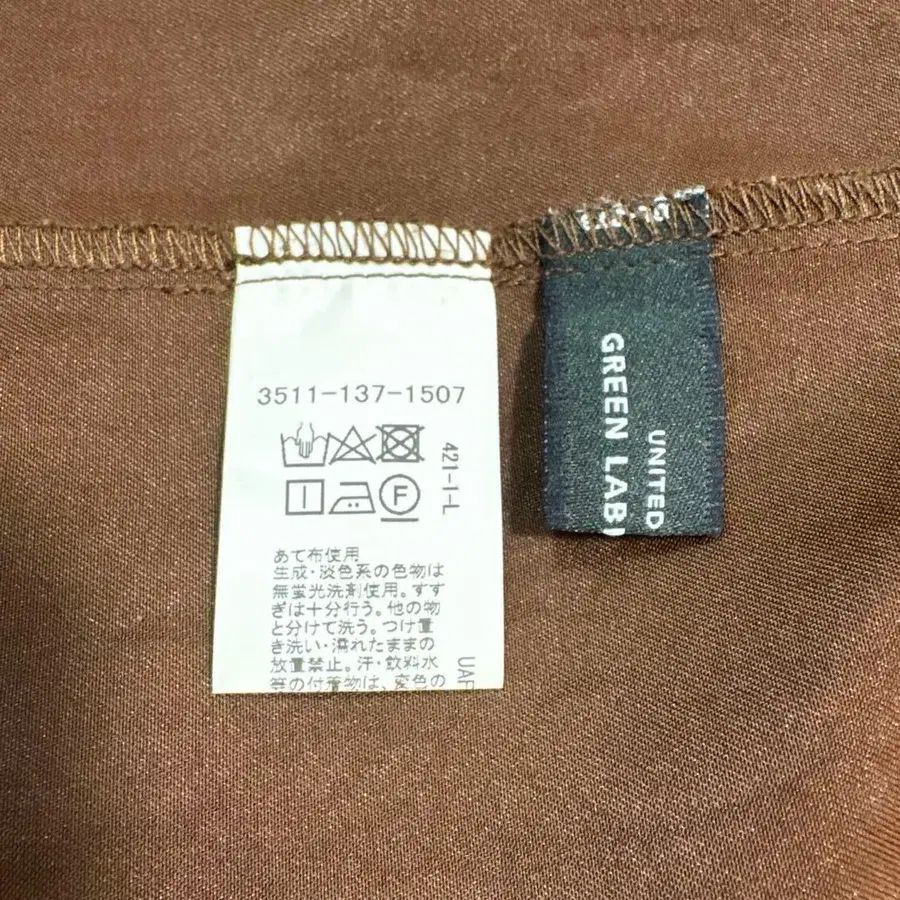 3511-137-1507
421-1-L
F
あて布使用
生成・淡色系の色物は
無蛍光洗剤使用。すす
ぎは十分行う。他の物
と分けて洗う。つけ置
き洗い・濡れたままの
放置禁止。汗・飲料水
等の付着物は、変色の
UAF
GREEN LAB
UNITED